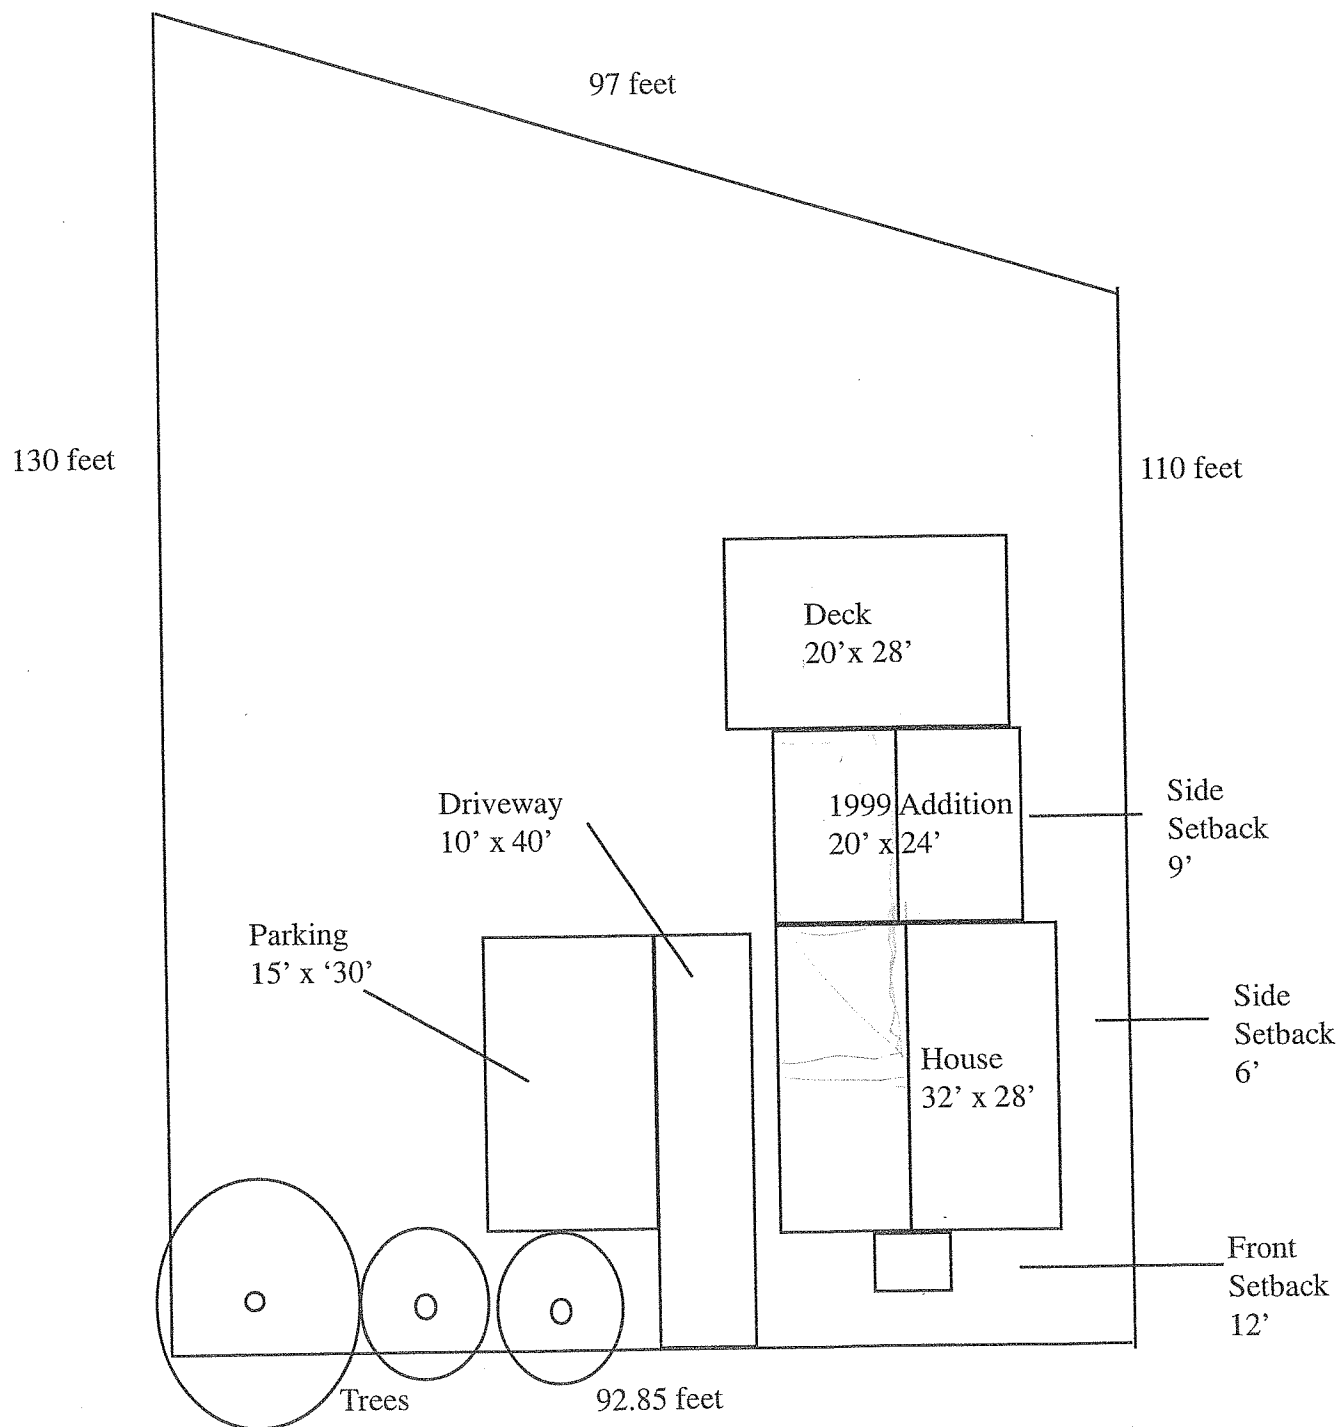 97 feet
130 feet
110 feet
Deck
20’x 28’
Driveway
10’ x 40’
1999 Addition
20’ x 24’
Side
Setback
9’
Parking
15’ x ‘30’
House
32’ x 28’
Side
Setback
6’
Front
Setback
12’
Trees
92.85 feet